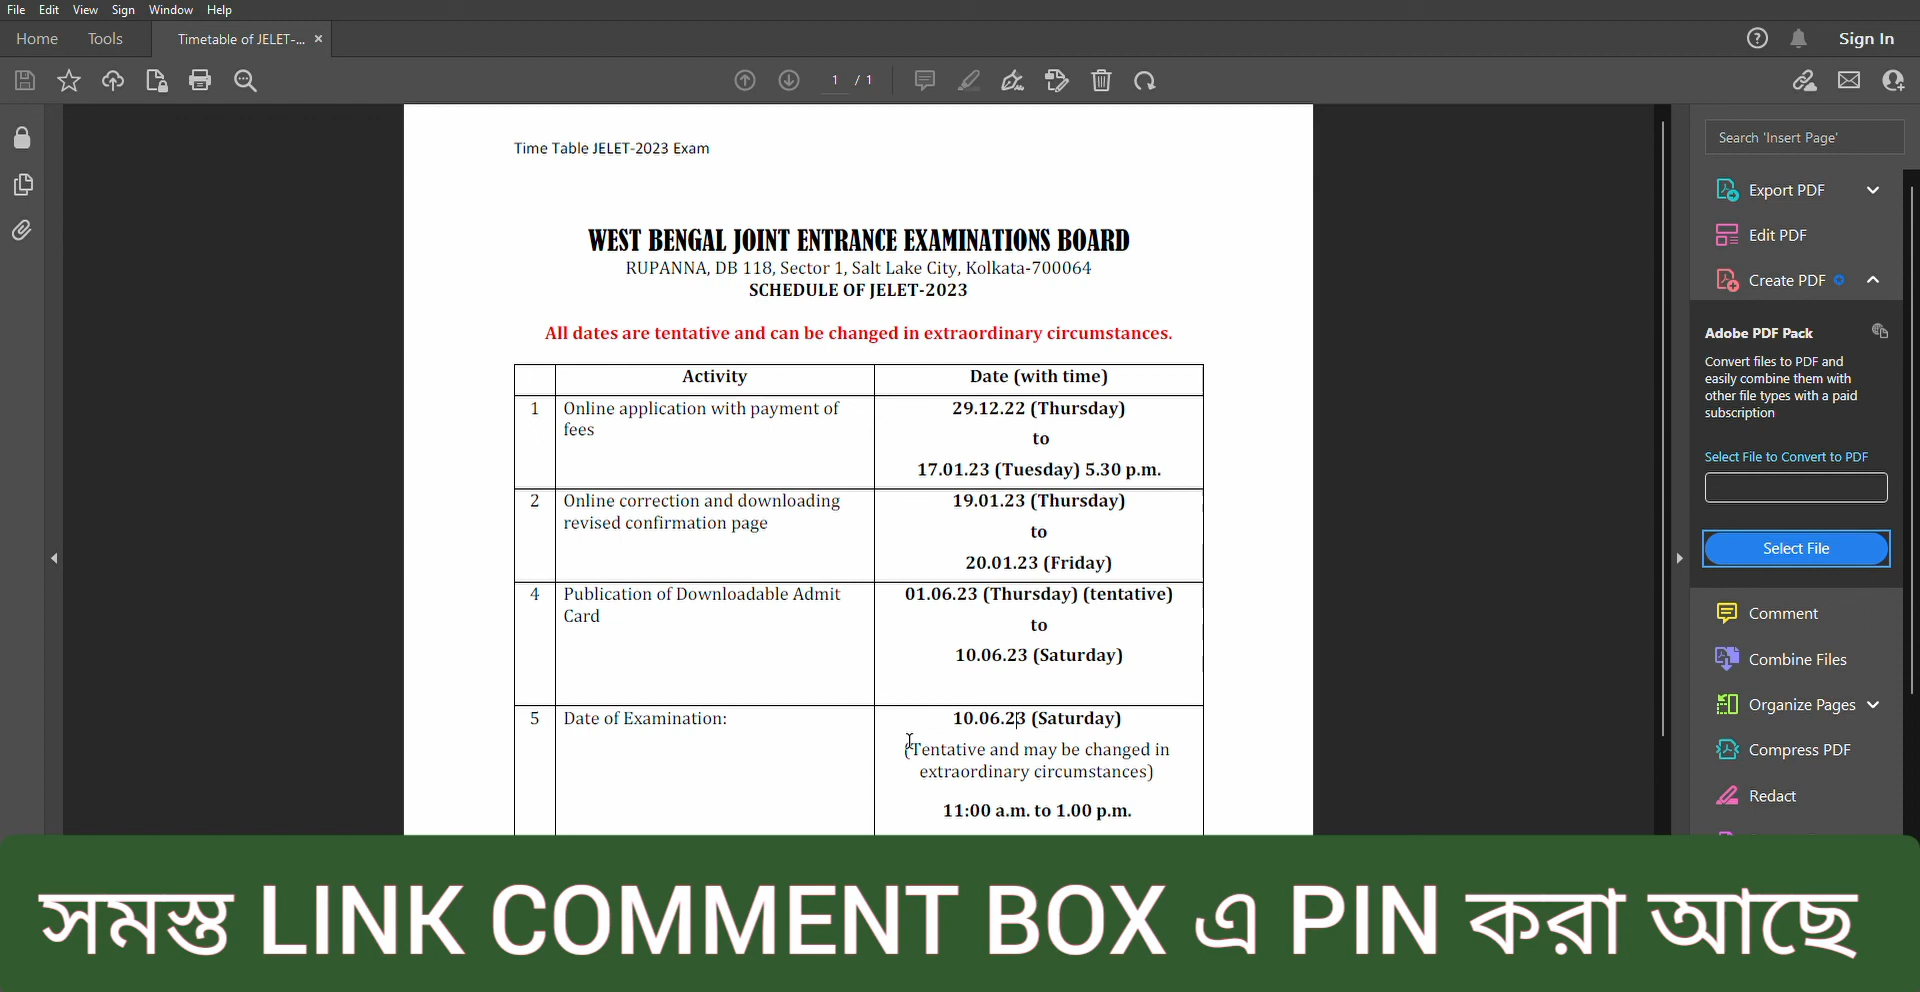 File Edit View Sign Window Help
Home Tools Timetable of JELET-... × Sign In
1 / 1
Time Table JELET-2023 Exam
WEST BENGAL JOINT ENTRANCE EXAMINATIONS BOARD
RUPANNA, DB 118, Sector 1, Salt Lake City, Kolkata-700064
SCHEDULE OF JELET-2023
All dates are tentative and can be changed in extraordinary circumstances.
Activity Date (with time)
1 Online application with payment of fees
29.12.22 (Thursday)
to
17.01.23 (Tuesday) 5.30 p.m.
2 Online correction and downloading
revised confirmation page
19.01.23 (Thursday)
to
20.01.23 (Friday)
4 Publication of Downloadable Admit
Card
01.06.23 (Thursday) (tentative)
to
10.06.23 (Saturday)
5 Date of Examination:
10.06.23 (Saturday)
(Tentative and may be changed in
extraordinary circumstances)
11:00 a.m. to 1.00 p.m.
Search 'Insert Page'
Export PDF
Edit PDF
Create PDF
Adobe PDF Pack
Convert files to PDF and
easily combine them with
other file types with a paid
subscription
Select File to Convert to PDF
Select File
Comment
Combine Files
Organize Pages
Compress PDF
Redact
সমস্ত LINK COMMENT BOX এ PIN করা আছে